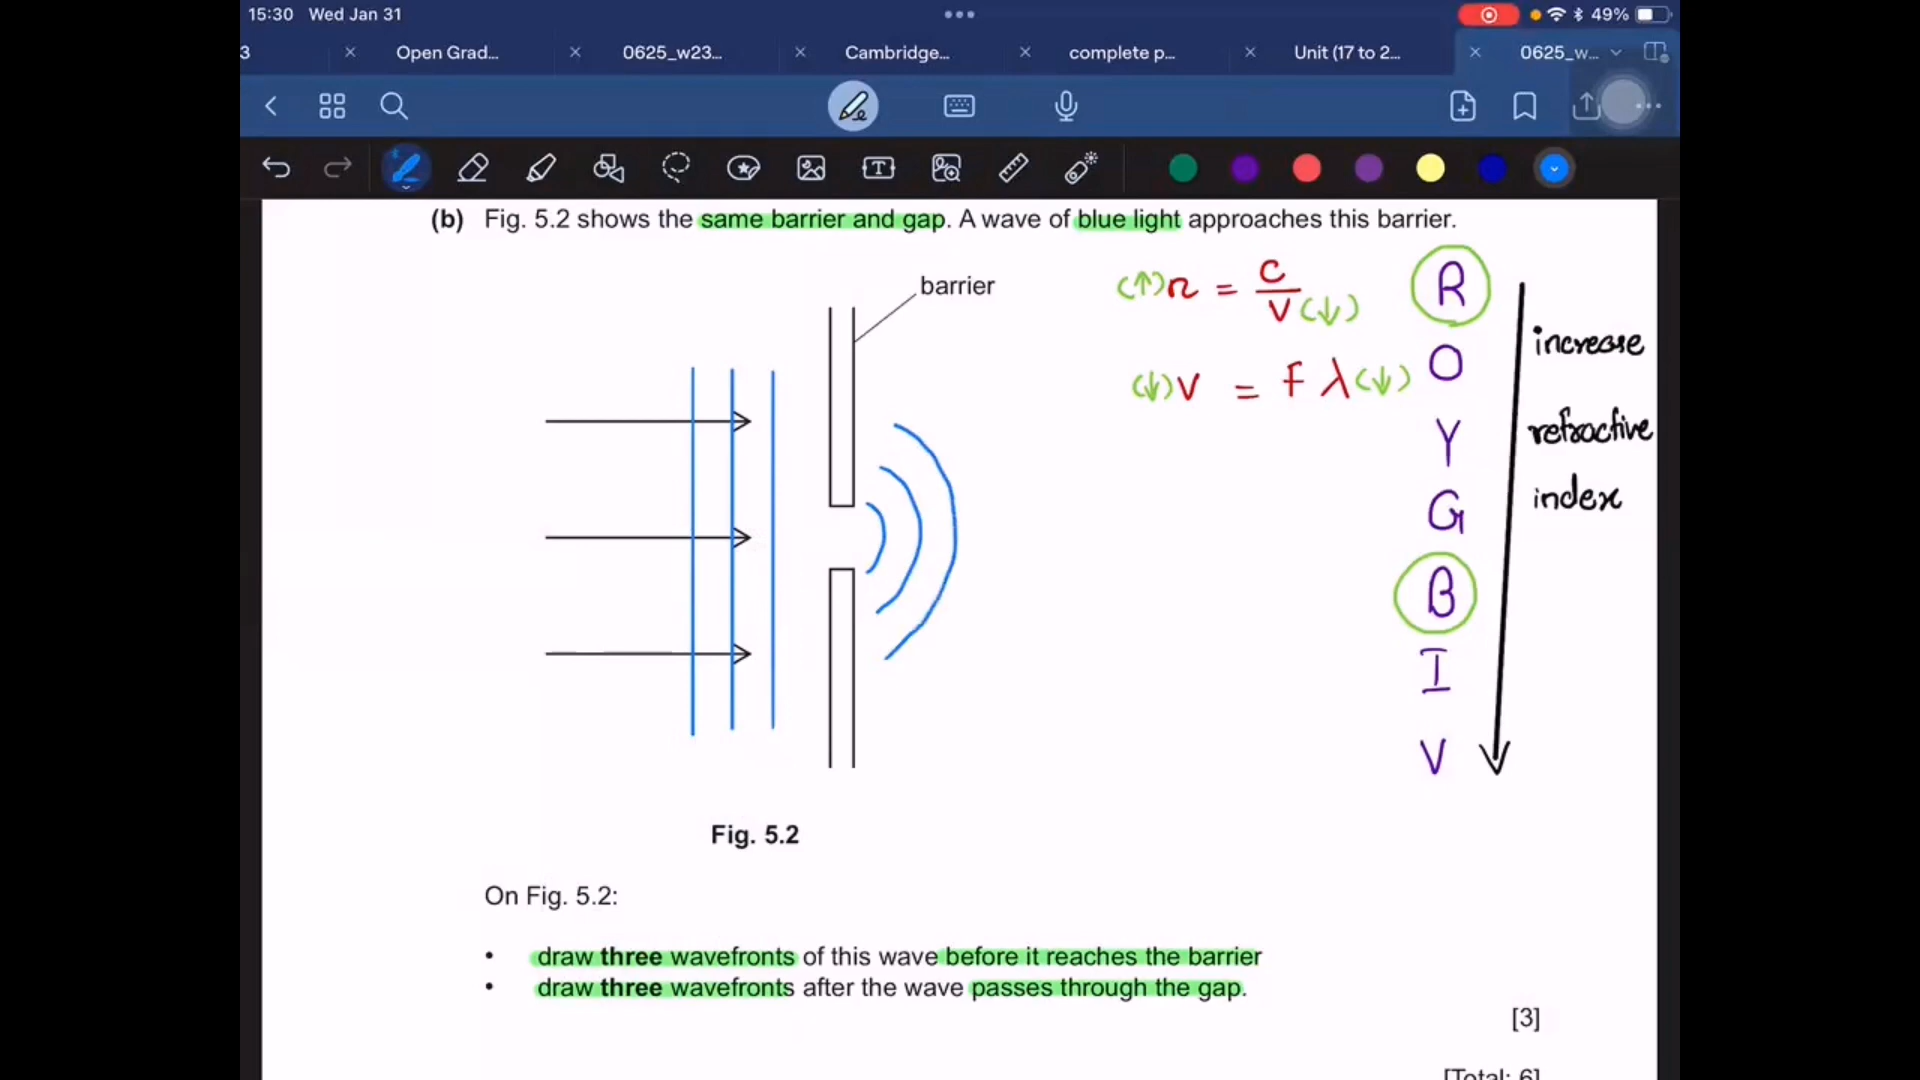 15:30 Wed Jan 31
49%
3
Open Grad...
0625_w23...
Cambridge...
complete p...
Unit (17 to 2...
0625_w...
(b) Fig. 5.2 shows the same barrier and gap. A wave of blue light approaches this barrier.
barrier
(↑)n = c/v(↓)
(↓)v = f λ(↓)
R
O
Y
G
B
I
V
increase
refractive
index
Fig. 5.2
On Fig. 5.2:
• draw three wavefronts of this wave before it reaches the barrier
• draw three wavefronts after the wave passes through the gap.
[3]
[Total: 6]